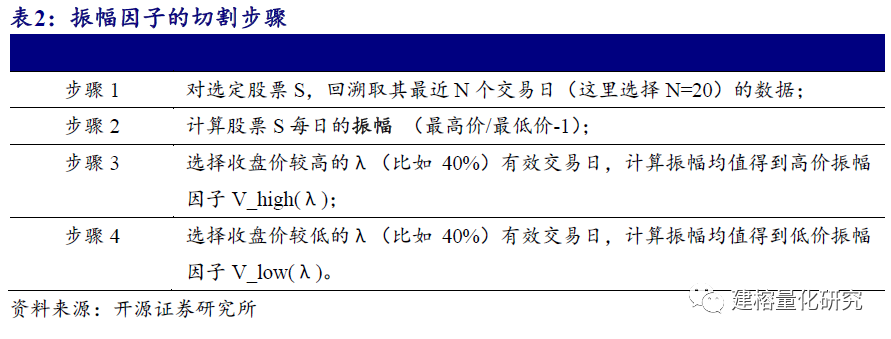 表2：振幅因子的切割步骤
步骤 1 对选定股票 S，回溯取其最近 N 个交易日（这里选择 N=20）的数据；
步骤 2 计算股票 S 每日的振幅 （最高价/最低价-1）；
步骤 3 选择收盘价较高的 λ（比如 40%）有效交易日，计算振幅均值得到高价振幅
因子 V_high(λ)；
步骤 4 选择收盘价较低的 λ（比如 40%）有效交易日，计算振幅均值得到低价振幅
因子 V_low(λ)。
资料来源：开源证券研究所
建榕量化研究